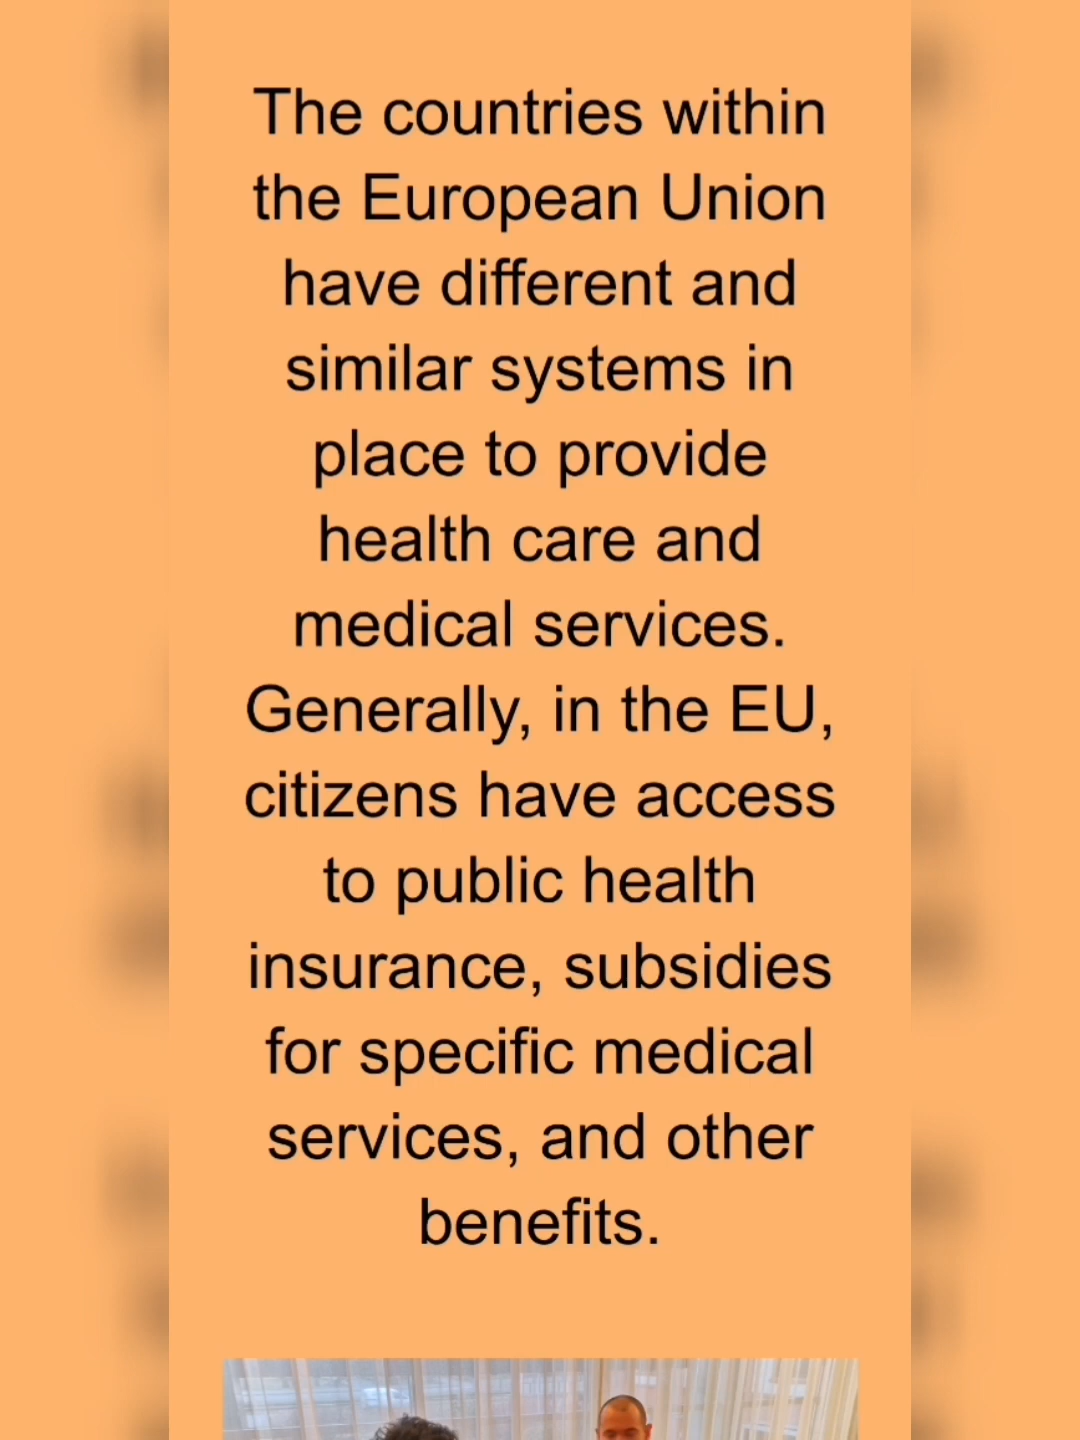 The countries within
the European Union
have different and
similar systems in
place to provide
health care and
medical services.
Generally, in the EU,
citizens have access
to public health
insurance, subsidies
for specific medical
services, and other
benefits.